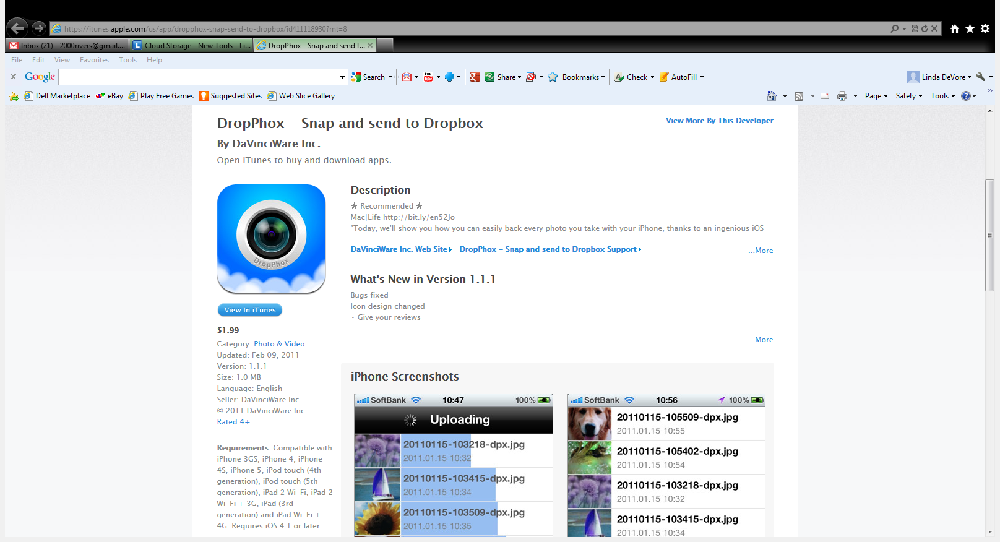 https://itunes.apple.com/us/app/dropphox-snap-send-to-dropbox/id411118930?mt=8
Inbox (21) - 2000rivers@gmail....
Cloud Storage - New Tools - Li...
DropPhox - Snap and send t...
File Edit View Favorites Tools Help
x Google Search Share Bookmarks Check AutoFill Linda DeVore
Dell Marketplace eBay Play Free Games Suggested Sites Web Slice Gallery Page Safety Tools
DropPhox – Snap and send to Dropbox
View More By This Developer
By DaVinciWare Inc.
Open iTunes to buy and download apps.
DropPhox
View In iTunes
$1.99
Category: Photo & Video
Updated: Feb 09, 2011
Version: 1.1.1
Size: 1.0 MB
Language: English
Seller: DaVinciWare Inc.
© 2011 DaVinciWare Inc.
Rated 4+
Requirements: Compatible with
iPhone 3GS, iPhone 4, iPhone
4S, iPhone 5, iPod touch (4th
generation), iPod touch (5th
generation), iPad 2 Wi-Fi, iPad 2
Wi-Fi + 3G, iPad (3rd
generation) and iPad Wi-Fi +
4G. Requires iOS 4.1 or later.
Description
★ Recommended ★
Mac|Life http://bit.ly/en52Jo
"Today, we'll show you how you can easily back every photo you take with your iPhone, thanks to an ingenious iOS
DaVinciWare Inc. Web Site DropPhox – Snap and send to Dropbox Support
...More
What's New in Version 1.1.1
Bugs fixed
Icon design changed
・Give your reviews
...More
iPhone Screenshots
SoftBank 10:47 100%
Uploading
20110115-103218-dpx.jpg
2011.01.15 10:32
20110115-103415-dpx.jpg
2011.01.15 10:34
20110115-103509-dpx.jpg
2011.01.15 10:35
SoftBank 10:56 100%
20110115-105509-dpx.jpg
2011.01.15 10:55
20110115-105402-dpx.jpg
2011.01.15 10:54
20110115-103218-dpx.jpg
2011.01.15 10:32
20110115-103415-dpx.jpg
2011.01.15 10:34